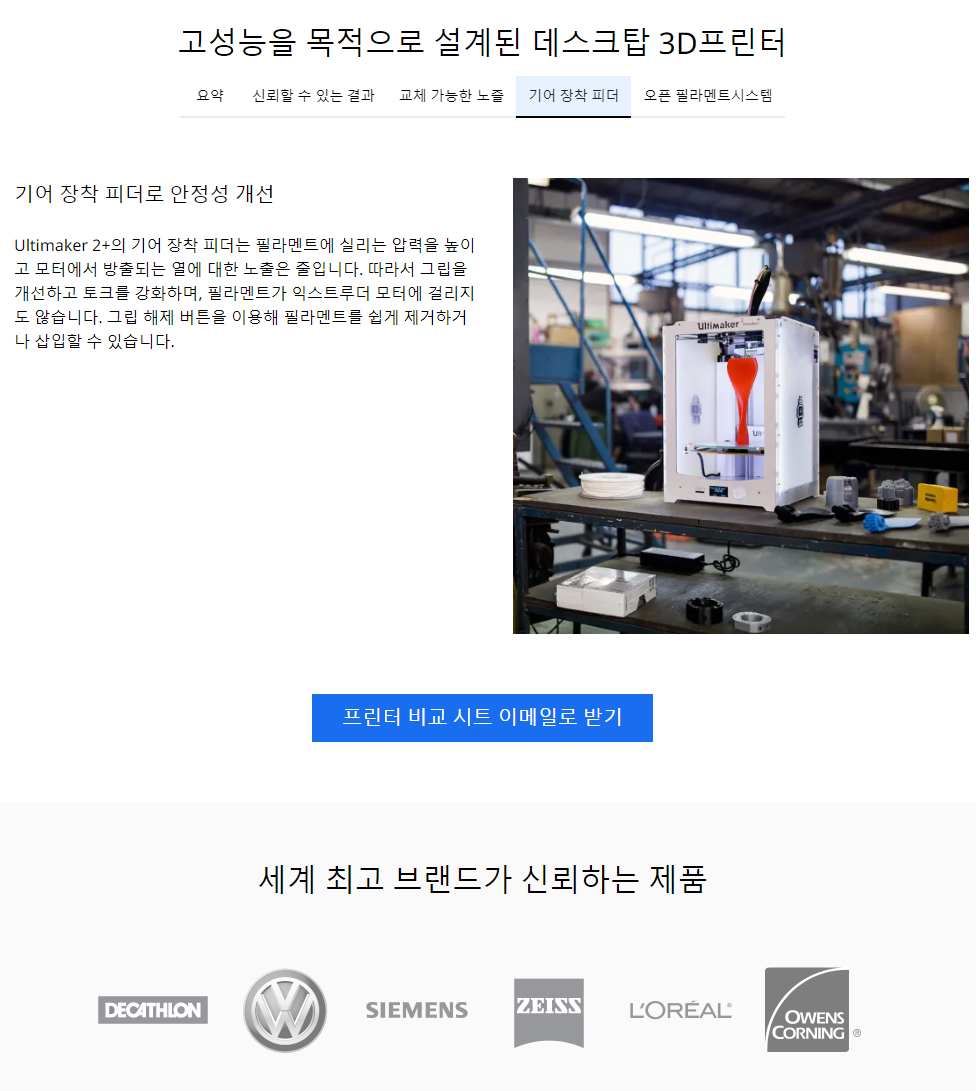 고성능을 목적으로 설계된 데스크탑 3D프린터
요약 신뢰할 수 있는 결과 교체 가능한 노즐 기어 장착 피더 오픈 필라멘트시스템
기어 장착 피더로 안정성 개선
Ultimaker 2+의 기어 장착 피더는 필라멘트에 실리는 압력을 높이
고 모터에서 방출되는 열에 대한 노출은 줄입니다. 따라서 그립을
개선하고 토크를 강화하며, 필라멘트가 익스트루더 모터에 걸리지
도 않습니다. 그립 해제 버튼을 이용해 필라멘트를 쉽게 제거하거
나 삽입할 수 있습니다.
Ultimaker
프린터 비교 시트 이메일로 받기
세계 최고 브랜드가 신뢰하는 제품
DECATHLON
VW
SIEMENS
ZEISS
L'ORÉAL®
OWENS
CORNING ®